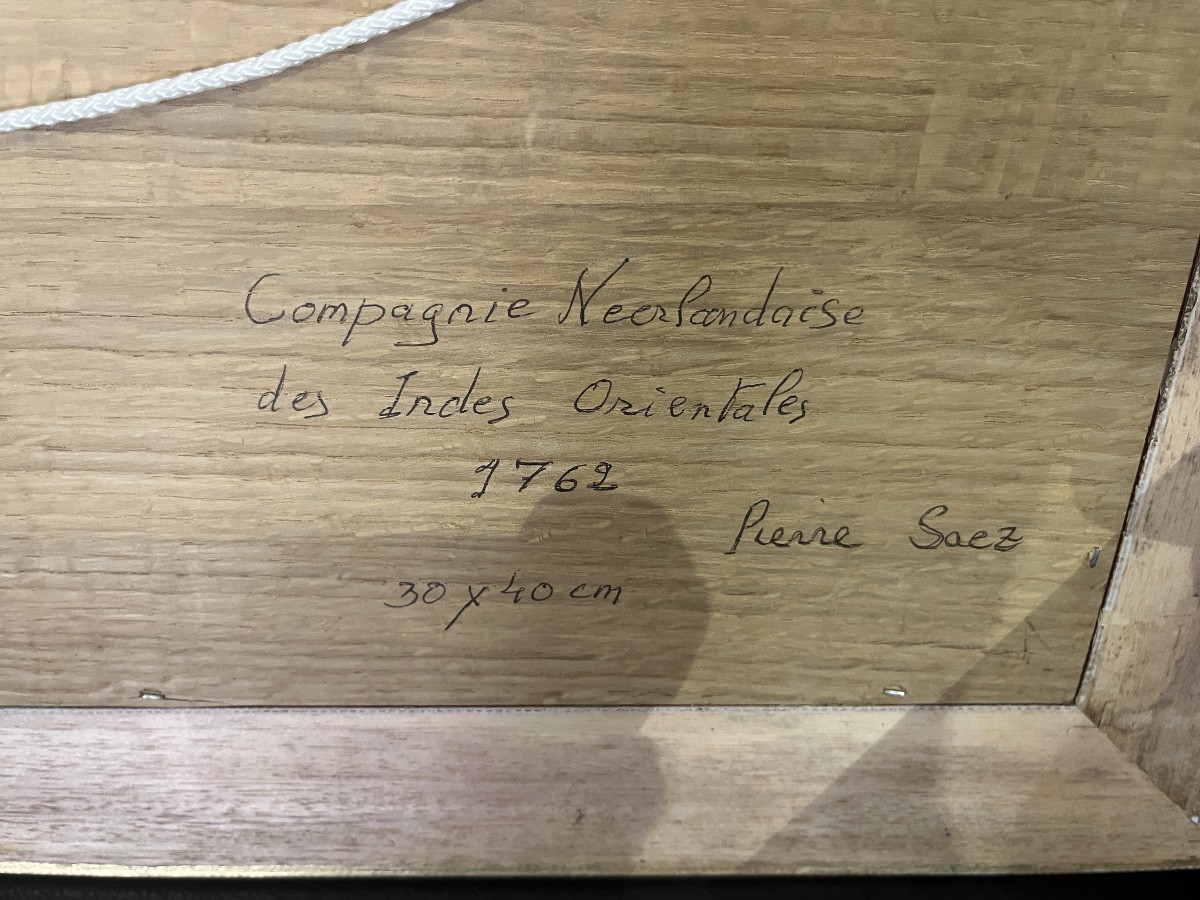 Compagnie Neerlandaise
des Indes Orientales
1762
Pierre Saez
30 x 40 cm